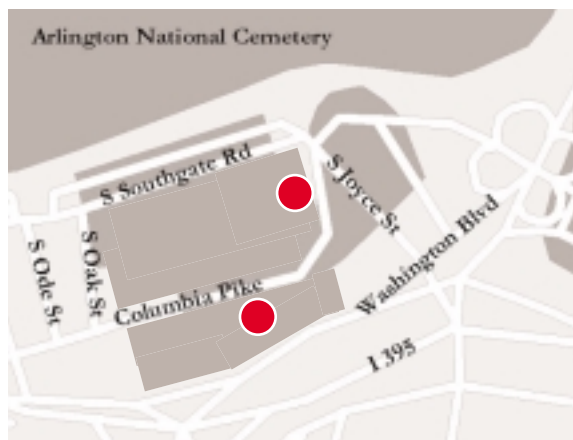 Arlington National Cemetery
S Southgate Rd
S Joyce St
S Ode St
S Oak St
Columbia Pike
Washington Blvd
I 395